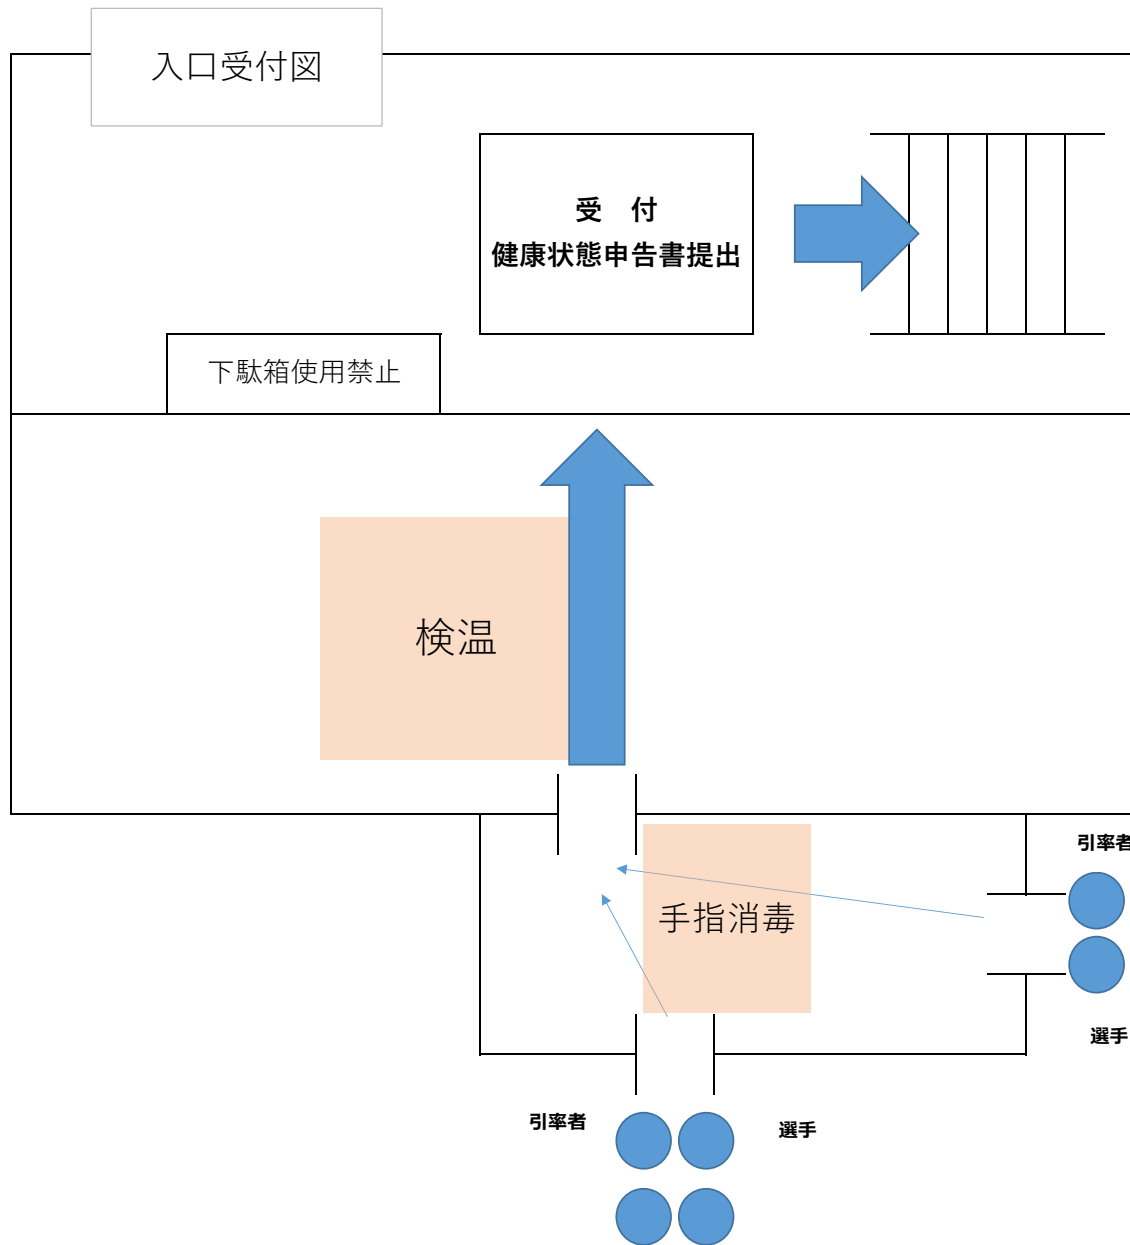 入口受付図
受　付
健康状態申告書提出
下駄箱使用禁止
検温
引率者
手指消毒
選手
引率者
選手